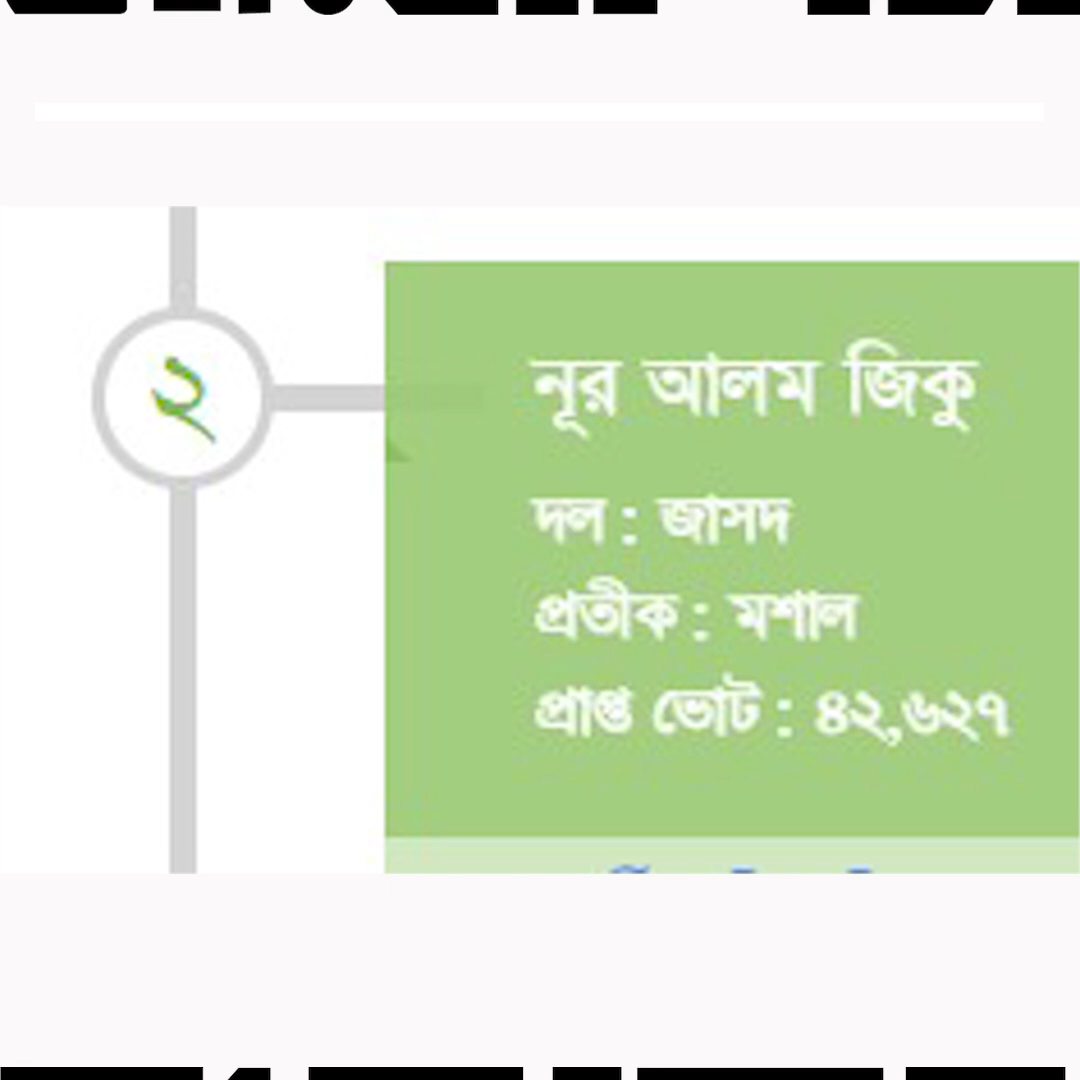 ২
নূর আলম জিকু
দল : জাসদ
প্রতীক : মশাল
প্রাপ্ত ভোট : ৪২,৬২৭